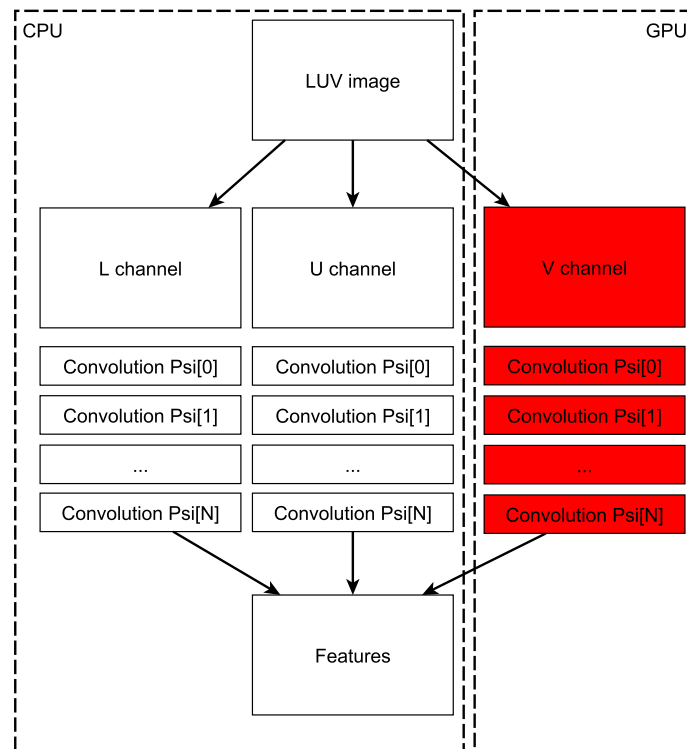 CPU
GPU
LUV image
L channel
U channel
V channel
Convolution Psi[0]
Convolution Psi[0]
Convolution Psi[0]
Convolution Psi[1]
Convolution Psi[1]
Convolution Psi[1]
...
...
...
Convolution Psi[N]
Convolution Psi[N]
Convolution Psi[N]
Features